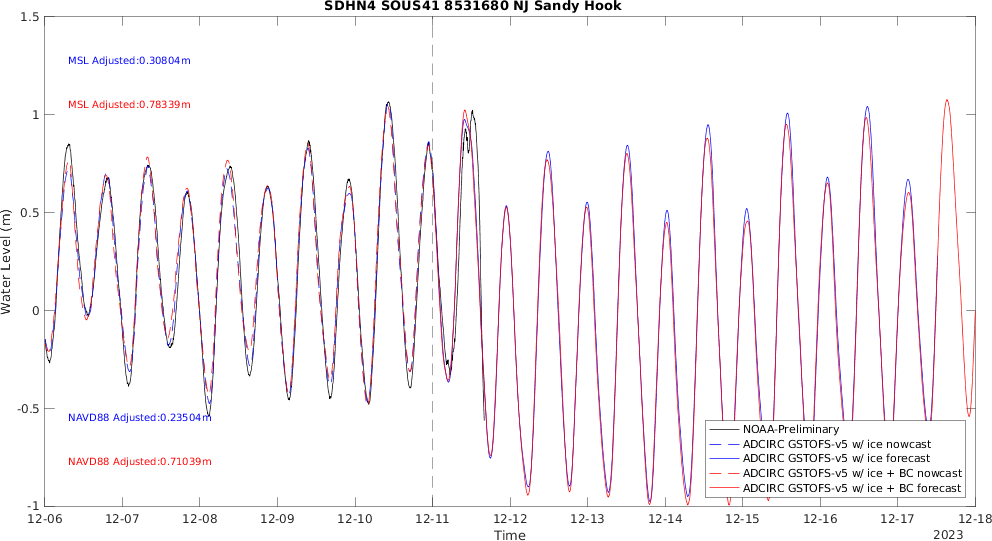 SDHN4 SOUS41 8531680 NJ Sandy Hook
1.5
1
0.5
0
-0.5
-1
Water Level (m)
MSL Adjusted:0.30804m
MSL Adjusted:0.78339m
NAVD88 Adjusted:0.23504m
NAVD88 Adjusted:0.71039m
NOAA-Preliminary
ADCIRC GSTOFS-v5 w/ ice nowcast
ADCIRC GSTOFS-v5 w/ ice forecast
ADCIRC GSTOFS-v5 w/ ice + BC nowcast
ADCIRC GSTOFS-v5 w/ ice + BC forecast
12-06 12-07 12-08 12-09 12-10 12-11 12-12 12-13 12-14 12-15 12-16 12-17 12-18
Time
2023